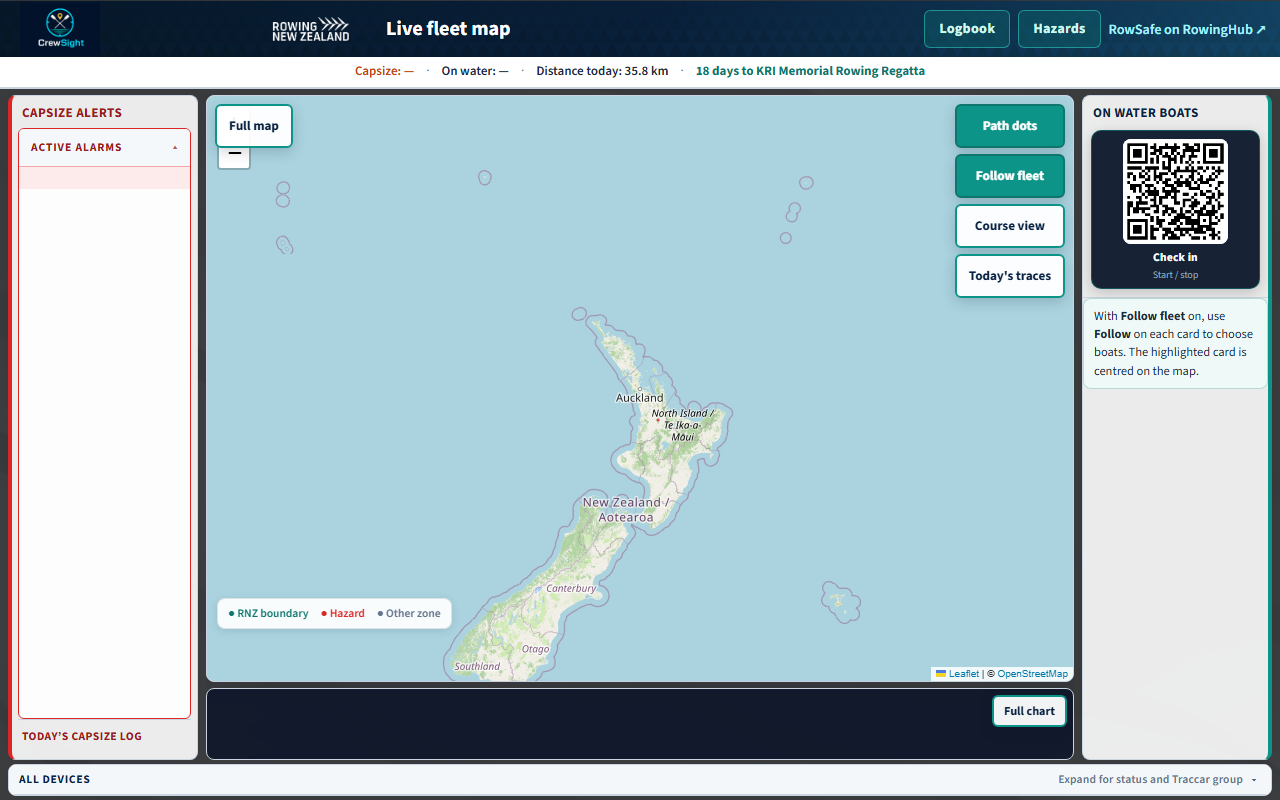 CrewSight
ROWING
NEW ZEALAND
Live fleet map
Logbook
Hazards
RowSafe on RowingHub ↗
Capsize: — · On water: — · Distance today: 35.8 km · 18 days to KRI Memorial Rowing Regatta
CAPSIZE ALERTS
ACTIVE ALARMS
TODAY'S CAPSIZE LOG
Full map
−
Path dots
Follow fleet
Course view
Today's traces
Auckland
North Island /
Te Ika-a-
Māui
New Zealand /
Aotearoa
Canterbury
Otago
Southland
RNZ boundary
Hazard
Other zone
Leaflet | © OpenStreetMap
Full chart
ON WATER BOATS
Check in
Start / stop
With Follow fleet on, use
Follow on each card to choose
boats. The highlighted card is
centred on the map.
ALL DEVICES
Expand for status and Traccar group